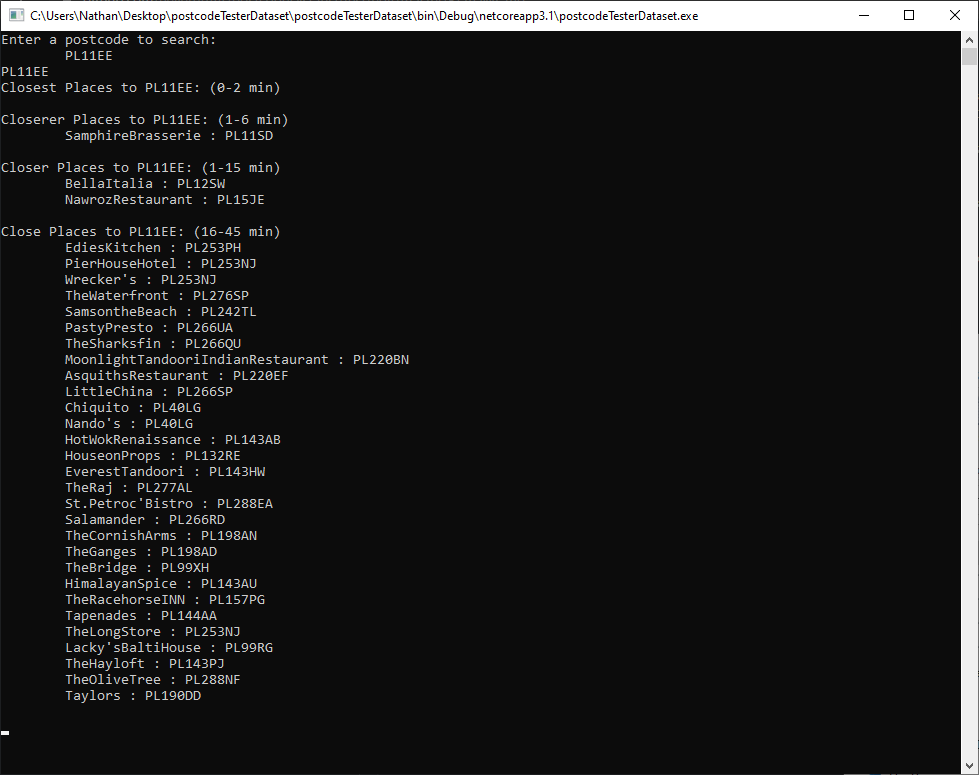 C:\Users\Nathan\Desktop\postcodeTesterDataset\postcodeTesterDataset\bin\Debug\netcoreapp3.1\postcodeTesterDataset.exe
Enter a postcode to search:
PL11EE
PL11EE
Closest Places to PL11EE: (0-2 min)
Closerer Places to PL11EE: (1-6 min)
SamphireBrasserie : PL11SD
Closer Places to PL11EE: (1-15 min)
BellaItalia : PL12SW
NawrozRestaurant : PL15JE
Close Places to PL11EE: (16-45 min)
EdiesKitchen : PL253PH
PierHouseHotel : PL253NJ
Wrecker's : PL253NJ
TheWaterfront : PL276SP
SamsontheBeach : PL242TL
PastyPresto : PL266UA
TheSharksfin : PL266QU
MoonlightTandooriIndianRestaurant : PL220BN
AsquithsRestaurant : PL220EF
LittleChina : PL266SP
Chiquito : PL40LG
Nando's : PL40LG
HotWokRenaissance : PL143AB
HouseonProps : PL132RE
EverestTandoori : PL143HW
TheRaj : PL277AL
St.Petroc'Bistro : PL288EA
Salamander : PL266RD
TheCornishArms : PL198AN
TheGanges : PL198AD
TheBridge : PL99XH
HimalayanSpice : PL143AU
TheRacehorseINN : PL157PG
Tapenades : PL144AA
TheLongStore : PL253NJ
Lacky'sBaltiHouse : PL99RG
TheHayloft : PL143PJ
TheOliveTree : PL288NF
Taylors : PL190DD